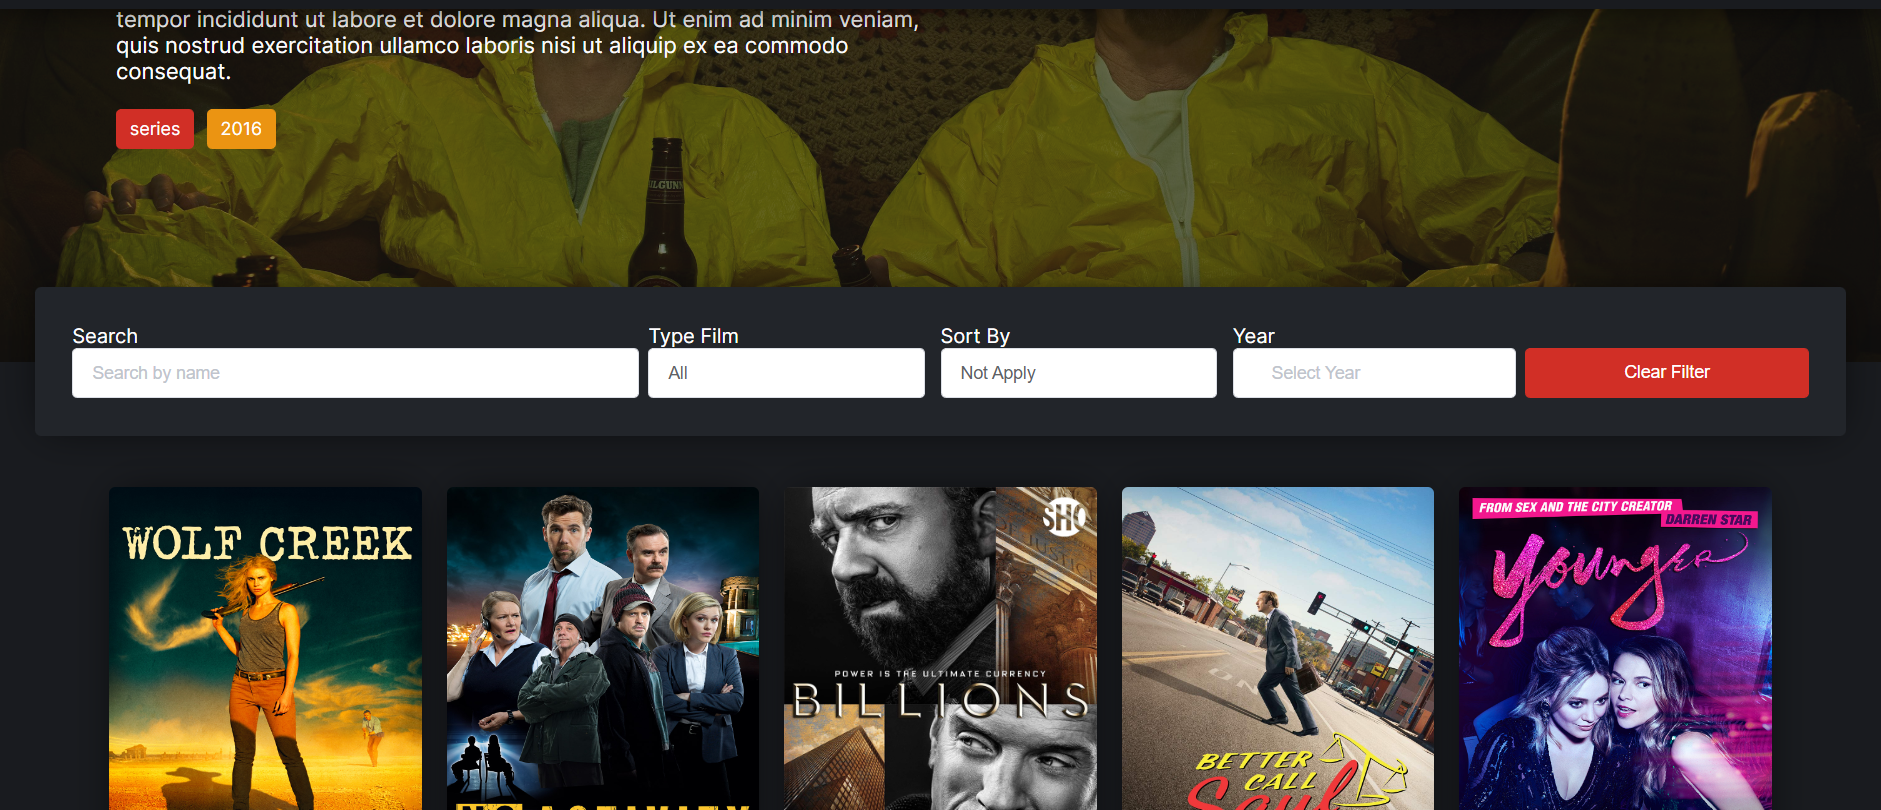 tempor incididunt ut labore et dolore magna aliqua. Ut enim ad minim veniam,
quis nostrud exercitation ullamco laboris nisi ut aliquip ex ea commodo
consequat.
series 2016
Search Type Film Sort By Year
Search by name All Not Apply Select Year Clear Filter
WOLF CREEK
SHO
POWER IS THE ULTIMATE CURRENCY
BILLIONS
BETTER
CALL
Saul
FROM SEX AND THE CITY CREATOR
DARREN STAR
younger